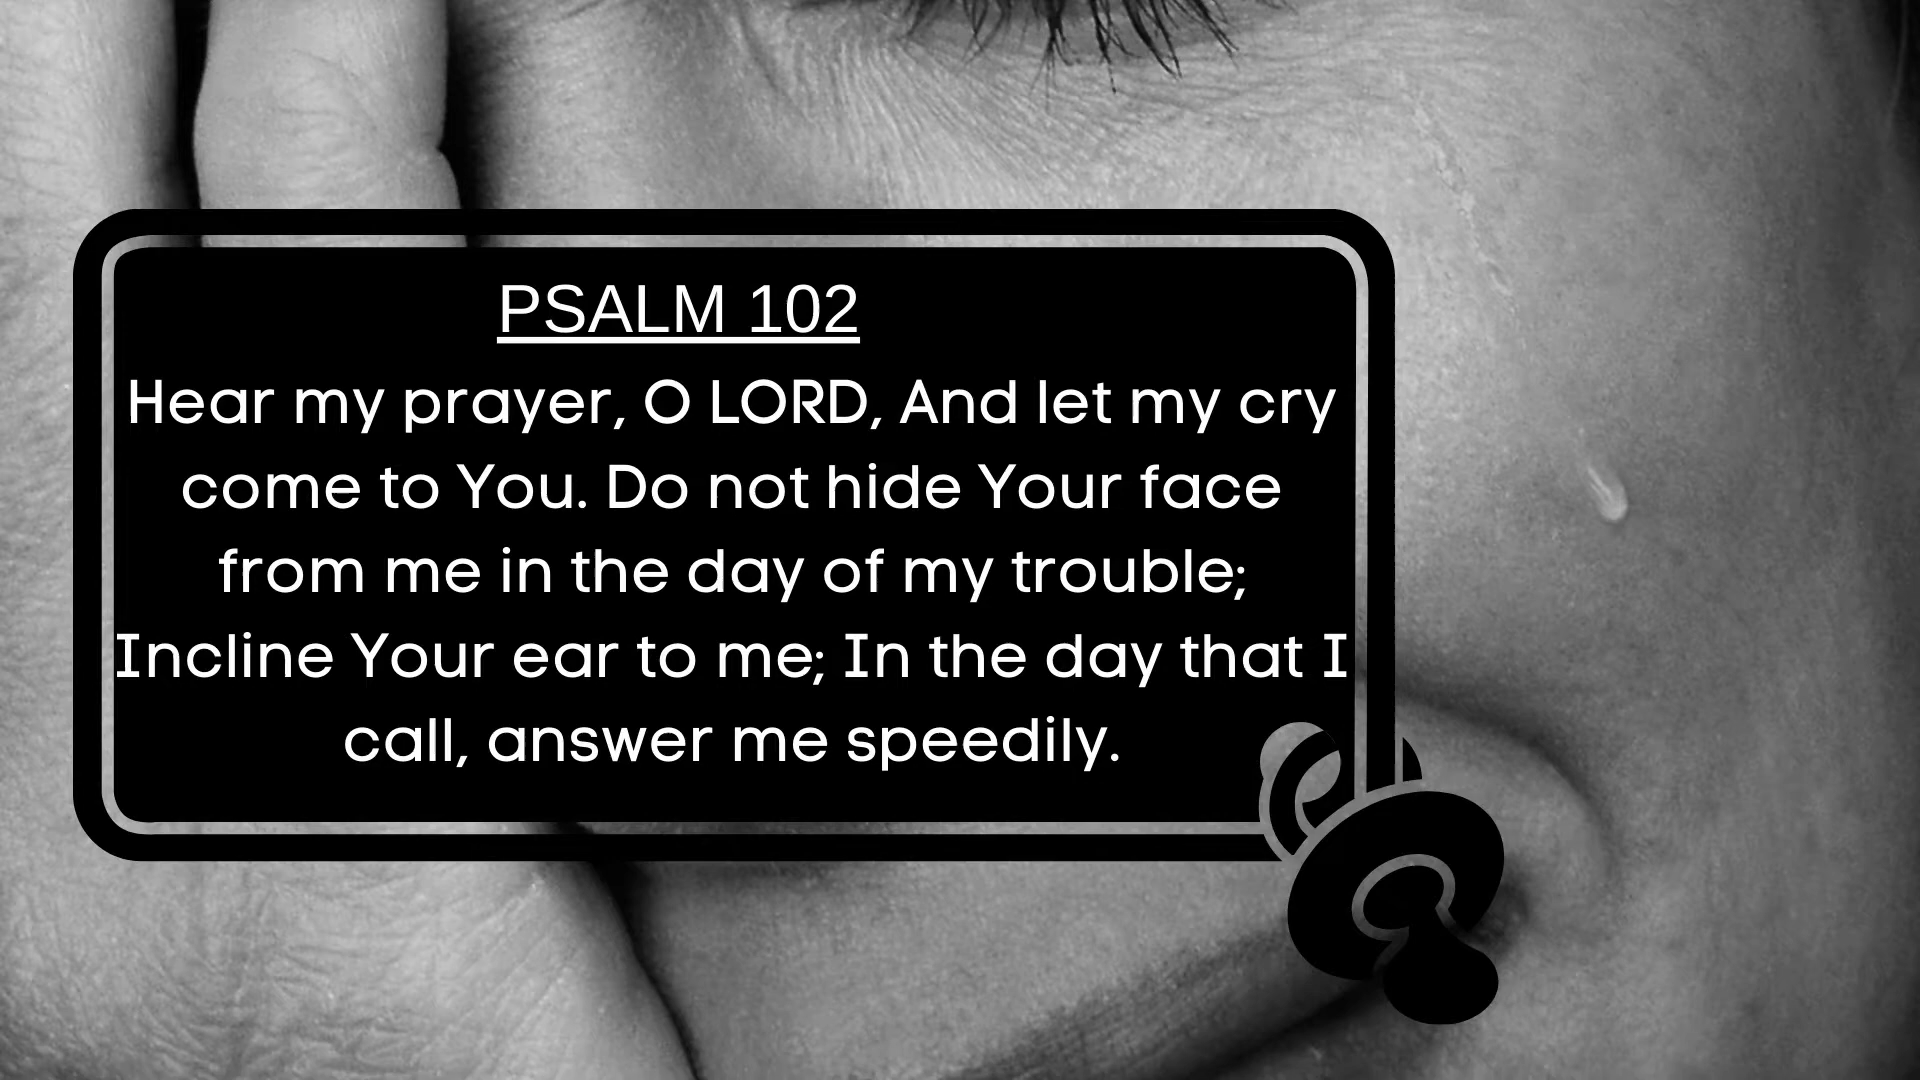 PSALM 102
Hear my prayer, O LORD, And let my cry
come to You. Do not hide Your face
from me in the day of my trouble;
Incline Your ear to me; In the day that I
call, answer me speedily.